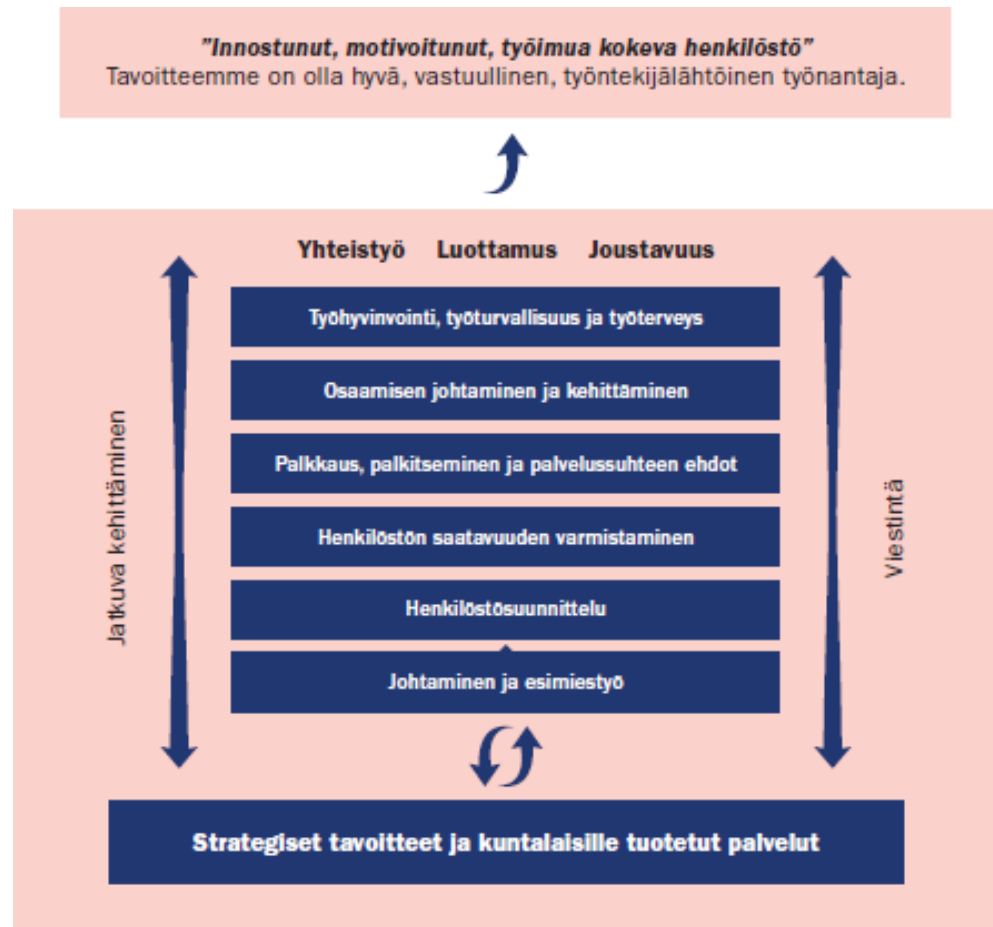 ”Innostunut, motivoitunut, työimua kokeva henkilöstö”
Tavoitteemme on olla hyvä, vastuullinen, työntekijälähtöinen työnantaja.
Yhteistyö Luottamus Joustavuus
Työhyvinvointi, työturvallisuus ja työterveys
Osaamisen johtaminen ja kehittäminen
Palkkaus, palkitseminen ja palvelussuhteen ehdot
Henkilöstön saatavuuden varmistaminen
Henkilöstösuunnittelu
Johtaminen ja esimiestyö
Jatkuva kehittäminen
Viestintä
Strategiset tavoitteet ja kuntalaisille tuotetut palvelut